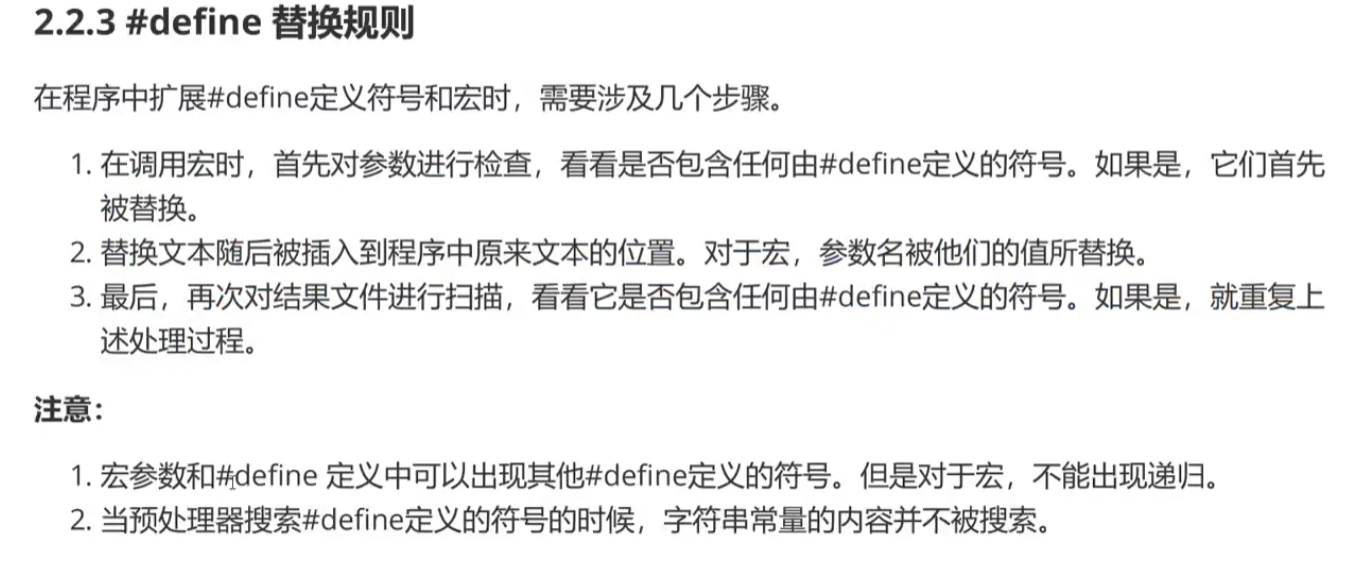 2.2.3 #define 替换规则
在程序中扩展#define定义符号和宏时，需要涉及几个步骤。
1. 在调用宏时，首先对参数进行检查，看看是否包含任何由#define定义的符号。如果是，它们首先
被替换。
2. 替换文本随后被插入到程序中原来文本的位置。对于宏，参数名被他们的值所替换。
3. 最后，再次对结果文件进行扫描，看看它是否包含任何由#define定义的符号。如果是，就重复上
述处理过程。
注意：
1. 宏参数和#define 定义中可以出现其他#define定义的符号。但是对于宏，不能出现递归。
2. 当预处理器搜索#define定义的符号的时候，字符串常量的内容并不被搜索。